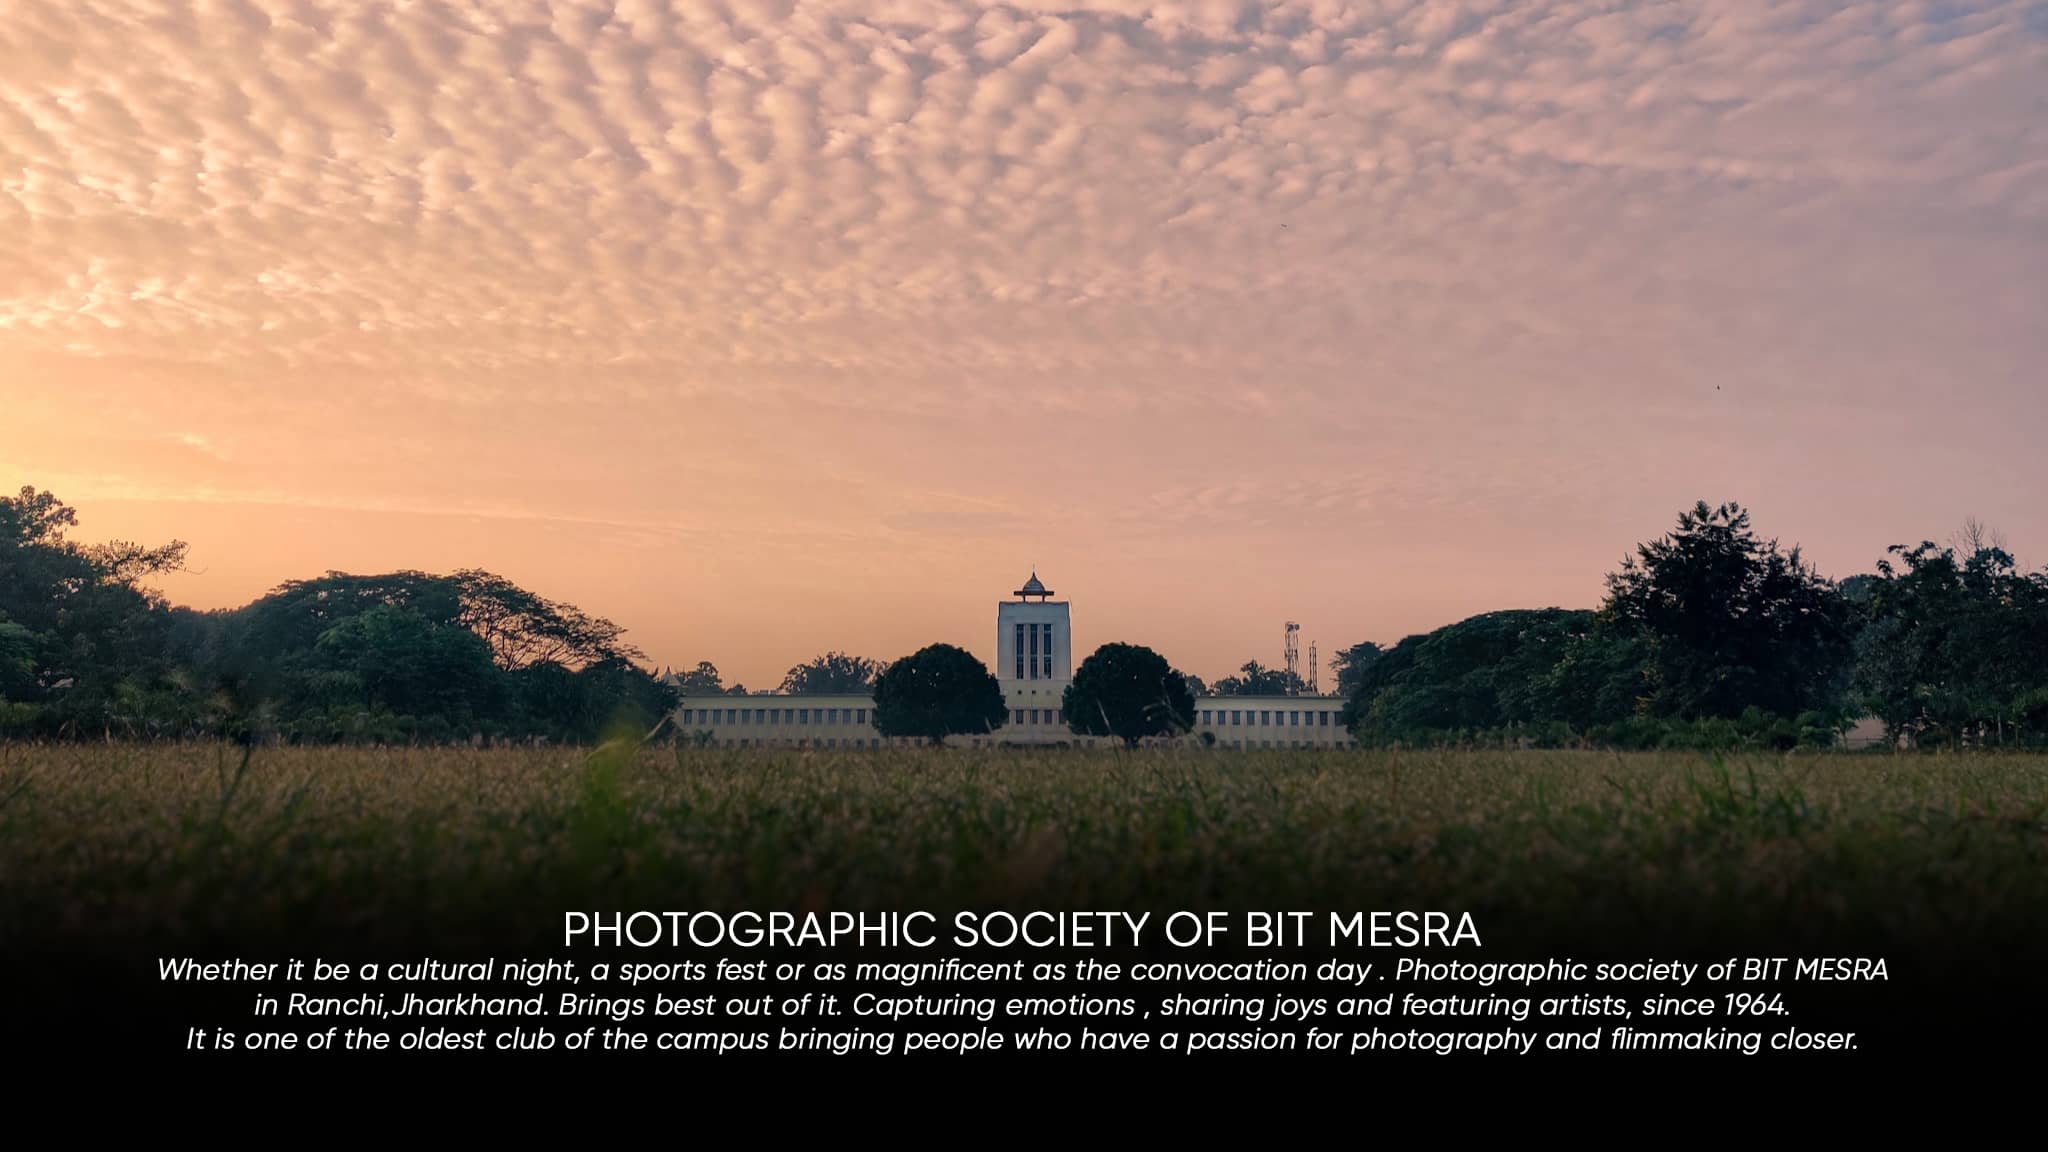 PHOTOGRAPHIC SOCIETY OF BIT MESRA
Whether it be a cultural night, a sports fest or as magnificent as the convocation day . Photographic society of BIT MESRA
in Ranchi,Jharkhand. Brings best out of it. Capturing emotions , sharing joys and featuring artists, since 1964.
It is one of the oldest club of the campus bringing people who have a passion for photography and flimmaking closer.